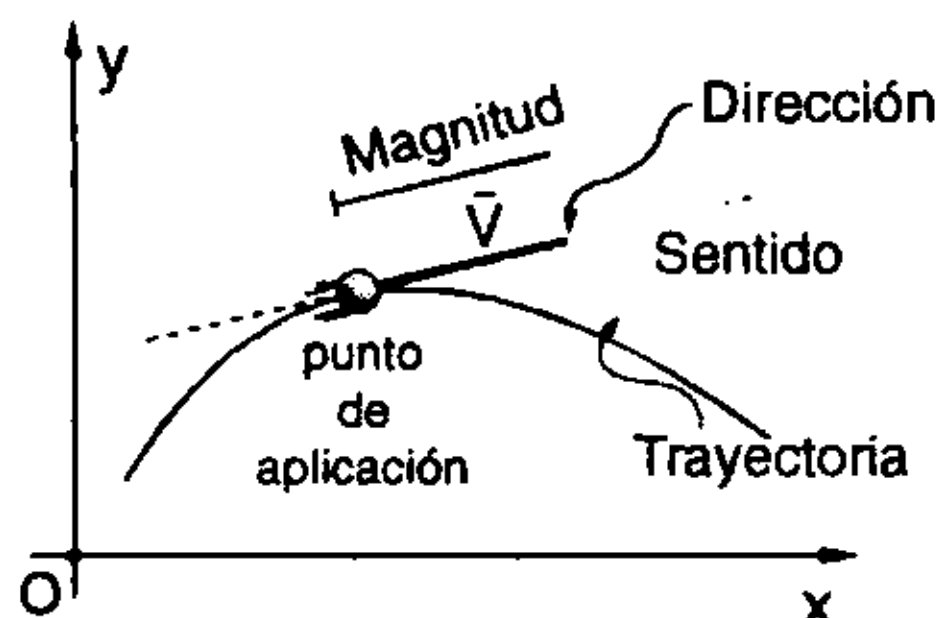 y
Magnitud
Dirección
V̄
Sentido
punto
de
aplicación
Trayectoria
O
x